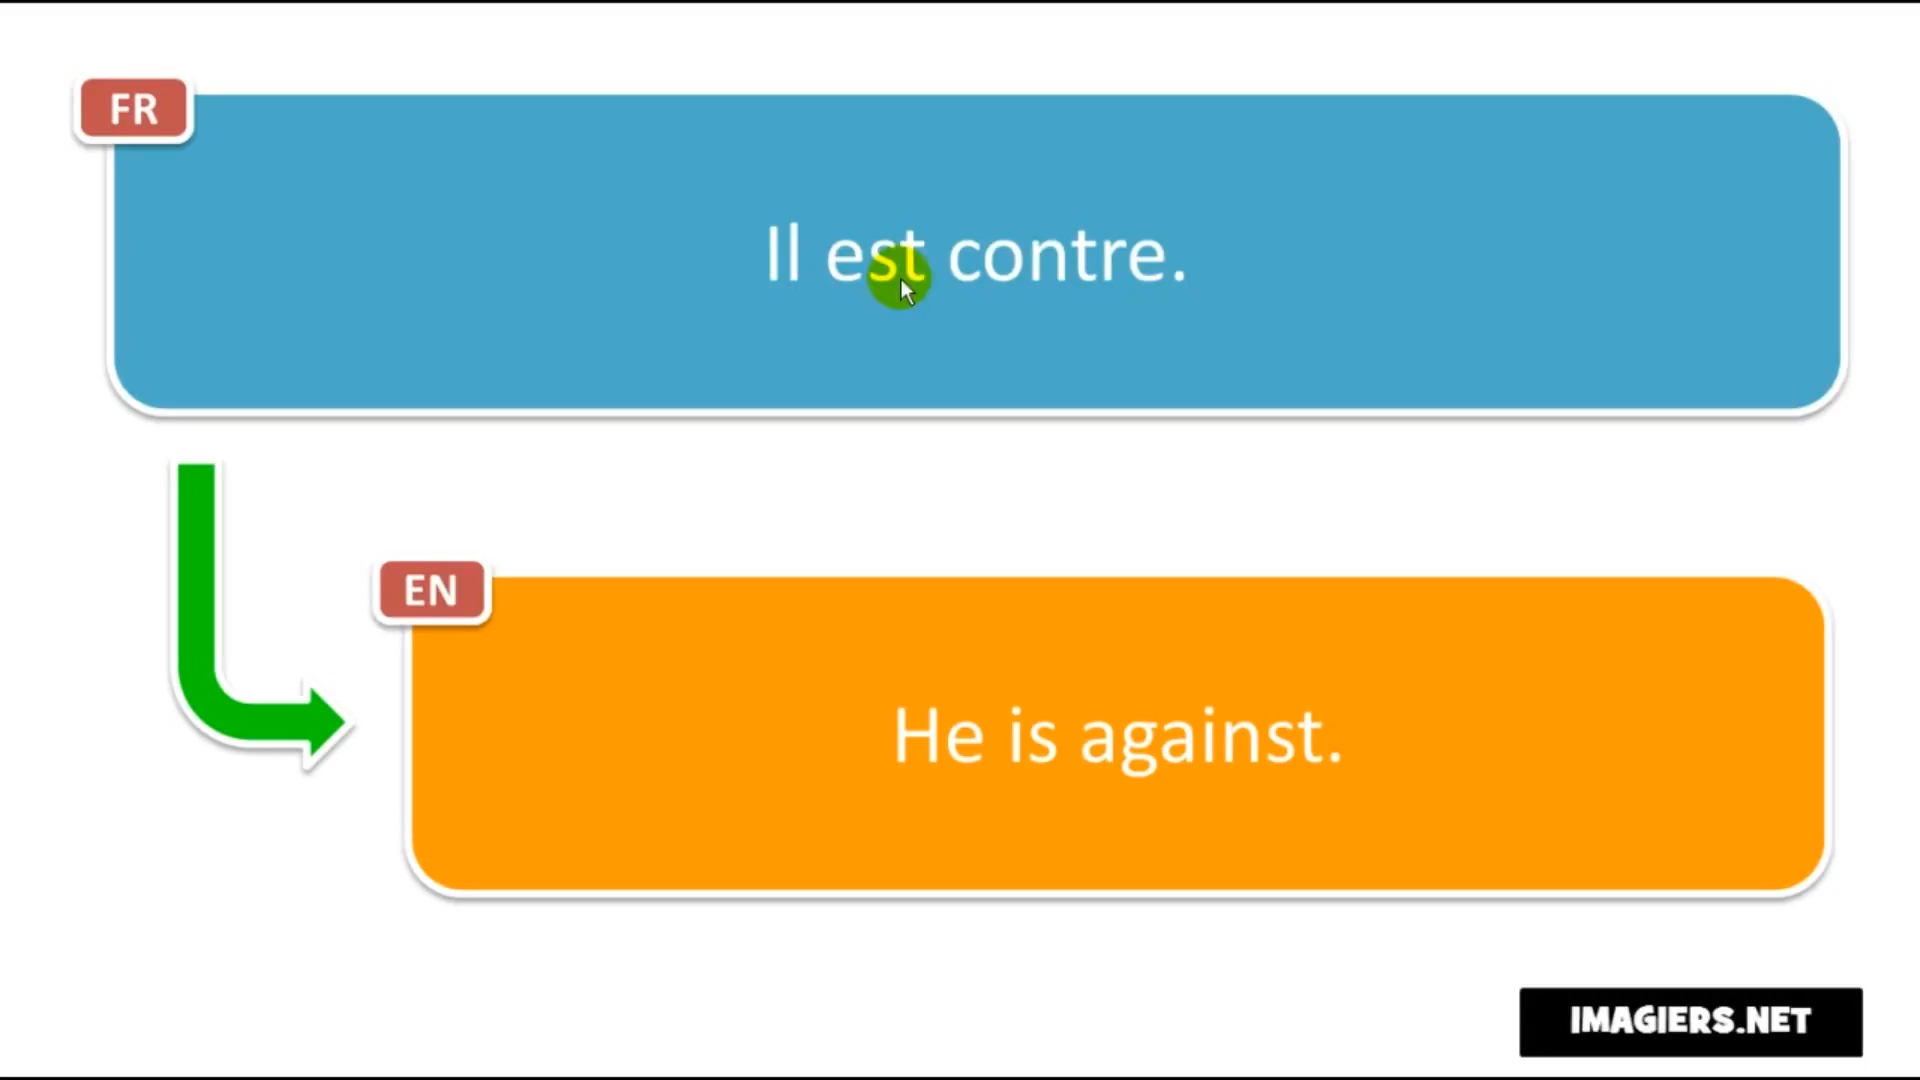 FR
Il est contre.
EN
He is against.
IMAGIERS.NET